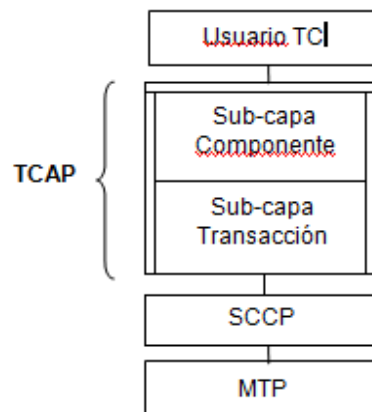 Usuario TC
Sub-capa
Componente
TCAP
Sub-capa
Transacción
SCCP
MTP